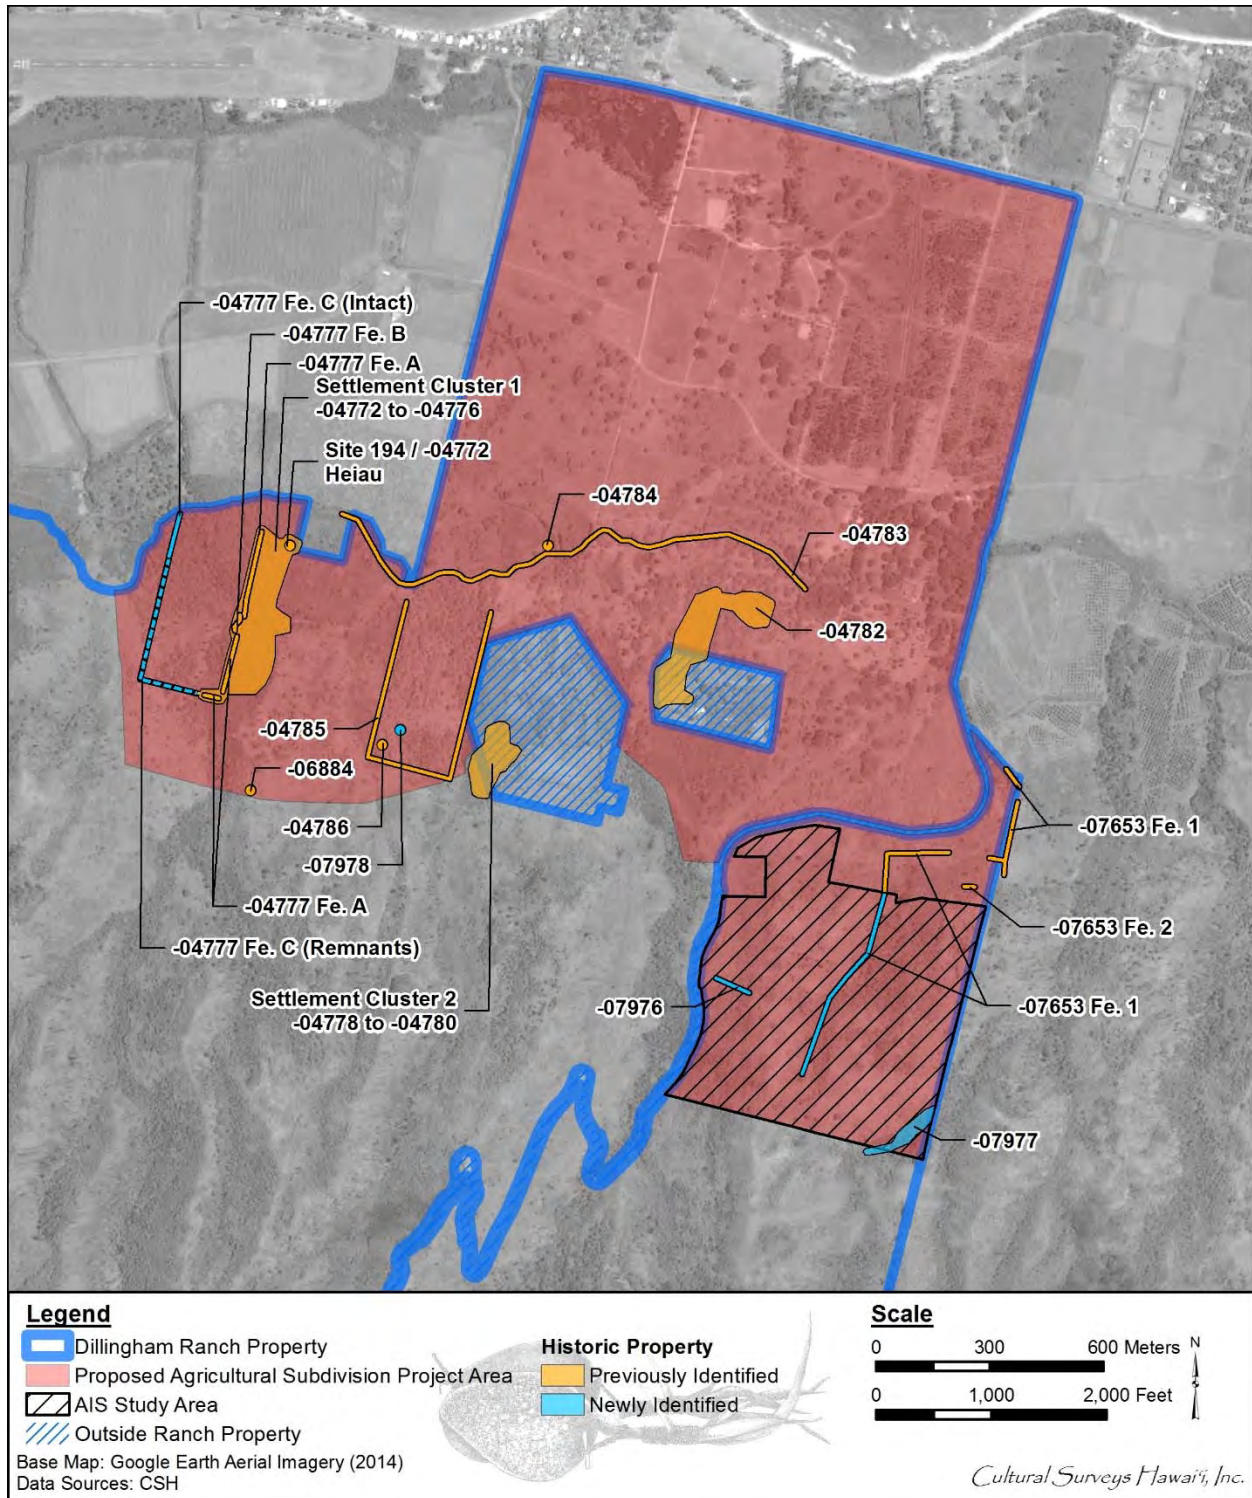 -04777 Fe. C (Intact)
-04777 Fe. B
-04777 Fe. A
Settlement Cluster 1
-04772 to -04776
Site 194 / -04772
Heiau
-04784
-04783
-04782
-04785
-06884
-04786
-07978
-04777 Fe. A
-04777 Fe. C (Remnants)
Settlement Cluster 2
-04778 to -04780
-07653 Fe. 1
-07653 Fe. 2
-07976
-07653 Fe. 1
-07977
Legend
Dillingham Ranch Property
Proposed Agricultural Subdivision Project Area
AIS Study Area
Outside Ranch Property
Base Map: Google Earth Aerial Imagery (2014)
Data Sources: CSH
Historic Property
Previously Identified
Newly Identified
Scale
0 300 600 Meters
0 1,000 2,000 Feet
N
Cultural Surveys Hawaiʻi, Inc.